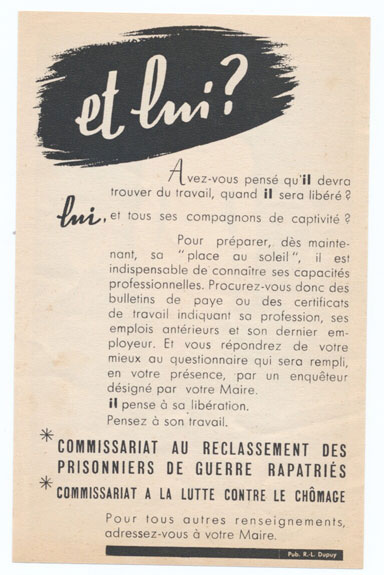 et lui?
Avez-vous pensé qu'il devra
trouver du travail, quand il sera libéré ?
lui, et tous ses compagnons de captivité ?
Pour préparer, dès mainte-
nant, sa "place au soleil", il est
indispensable de connaître ses capacités
professionnelles. Procurez-vous donc des
bulletins de paye ou des certificats
de travail indiquant sa profession, ses
emplois antérieurs et son dernier em-
ployeur. Et vous répondrez de votre
mieux au questionnaire qui sera rempli,
en votre présence, par un enquêteur
désigné par votre Maire.
il pense à sa libération.
Pensez à son travail.
* COMMISSARIAT AU RECLASSEMENT DES
PRISONNIERS DE GUERRE RAPATRIÉS
* COMMISSARIAT A LA LUTTE CONTRE LE CHÔMAGE
Pour tous autres renseignements,
adressez-vous à votre Maire.
Pub. R.-L. Dupuy